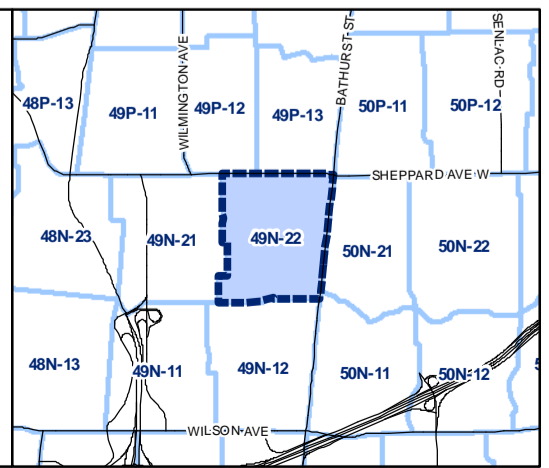 WILMINGTON AVE
BATHURST ST
SENLAC RD
48P-13
49P-11
49P-12
49P-13
50P-11
50P-12
SHEPPARD AVE W
48N-23
49N-21
49N-22
50N-21
50N-22
48N-13
49N-11
49N-12
50N-11
50N-12
5
WILSON AVE